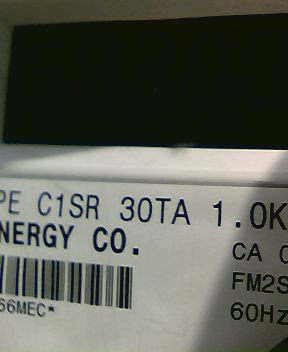 PE C1SR 30TA 1.0K
NERGY CO.
CA
FM2S
66MEC*
60Hz